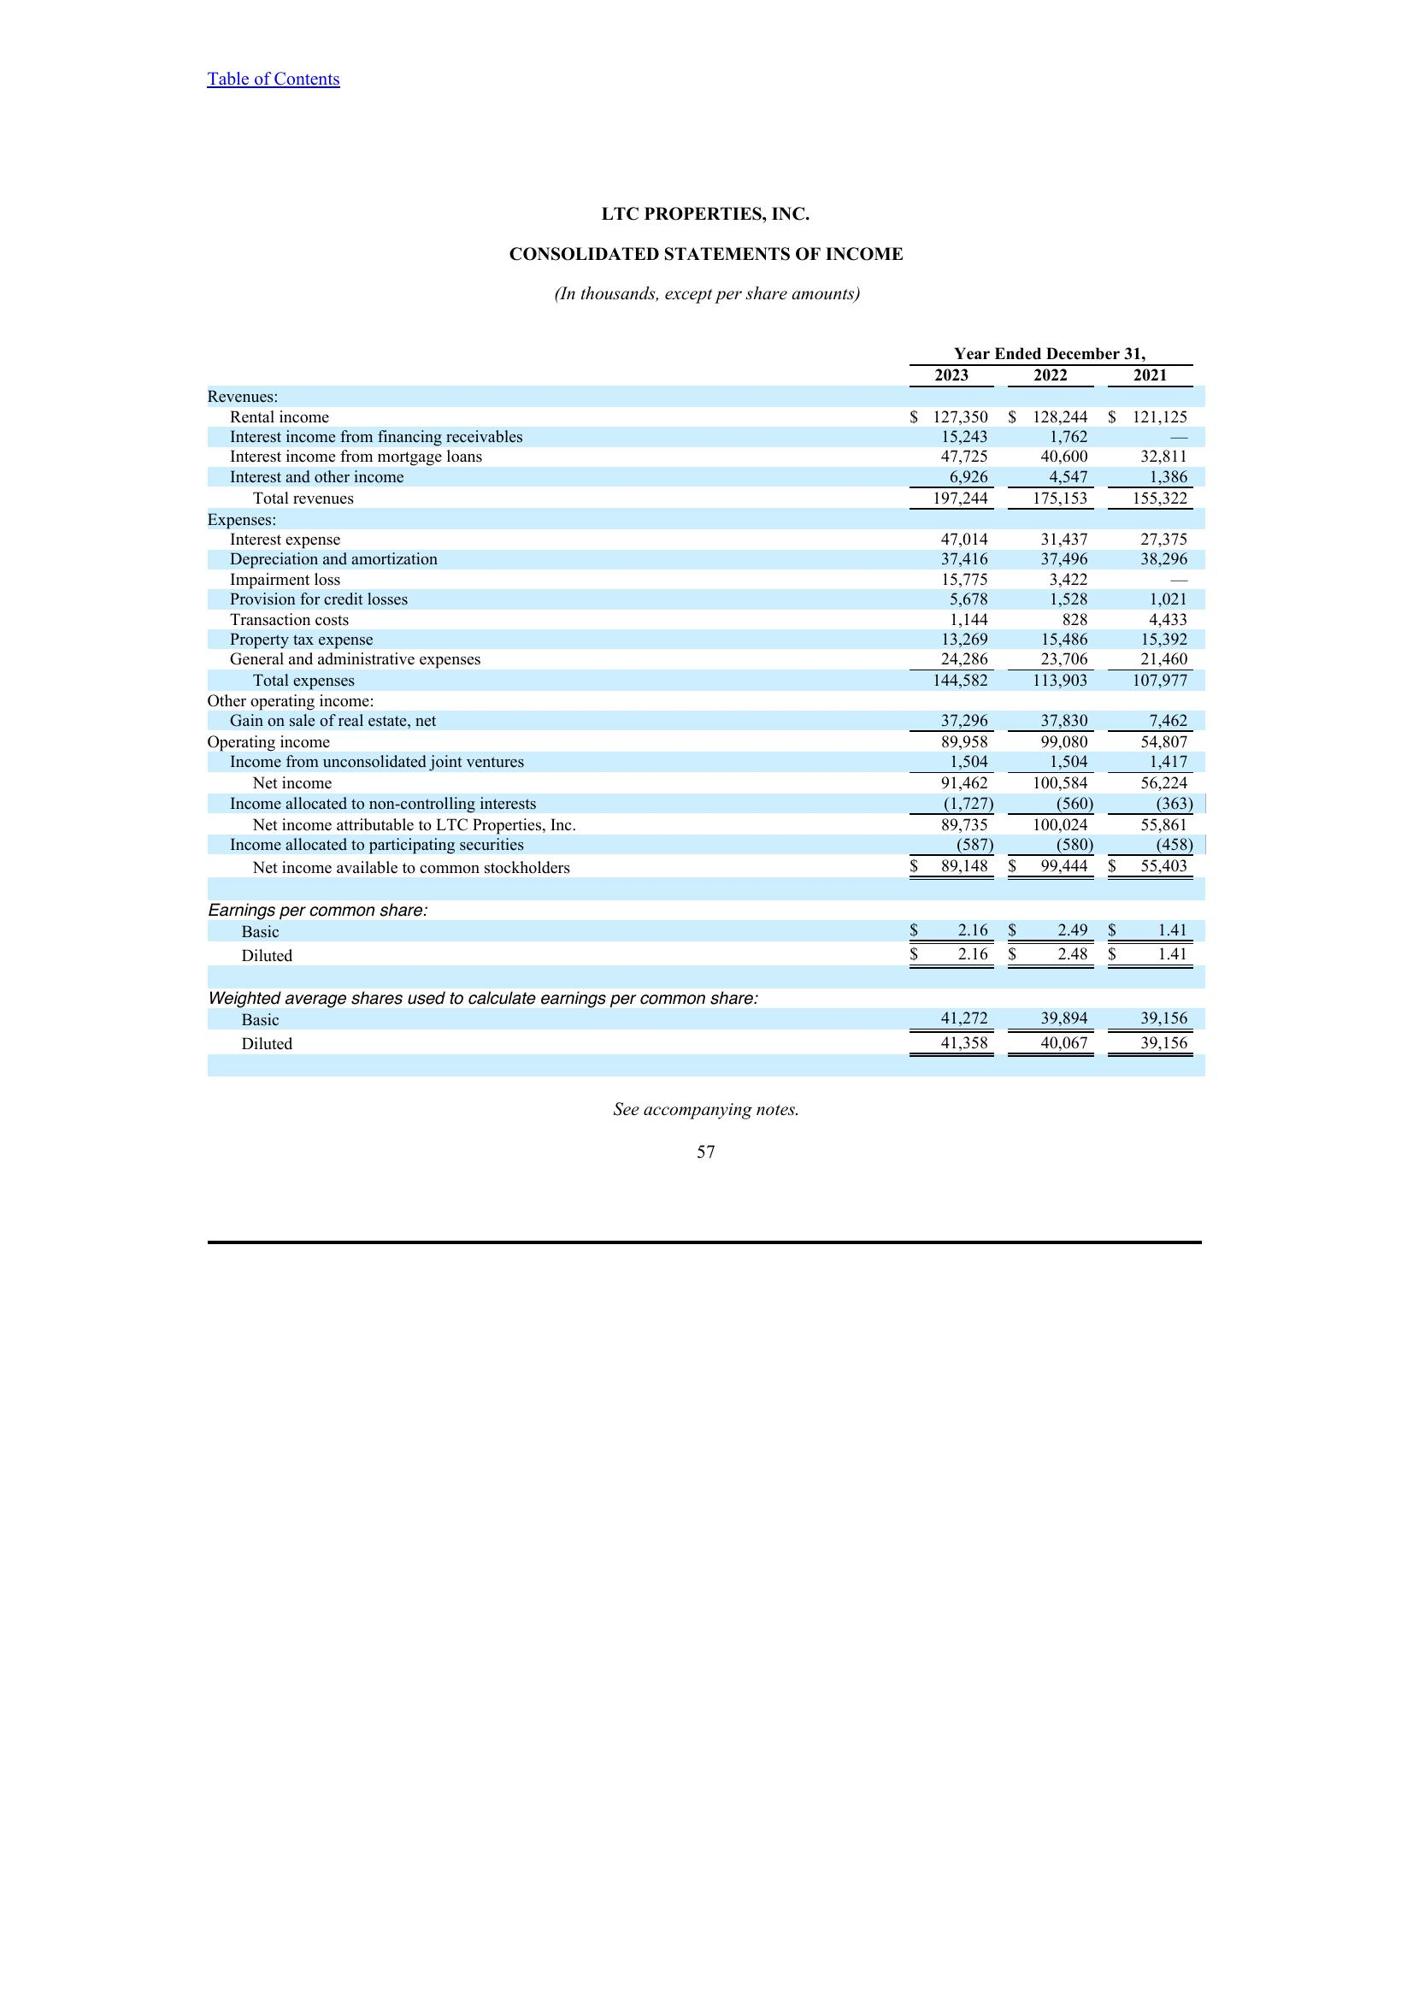 Table of Contents
LTC PROPERTIES, INC.
CONSOLIDATED STATEMENTS OF INCOME
(In thousands, except per share amounts)
Year Ended December 31,
2023 2022 2021
Revenues:
Rental income $ 127,350 $ 128,244 $ 121,125
Interest income from financing receivables 15,243 1,762 —
Interest income from mortgage loans 47,725 40,600 32,811
Interest and other income 6,926 4,547 1,386
Total revenues 197,244 175,153 155,322
Expenses:
Interest expense 47,014 31,437 27,375
Depreciation and amortization 37,416 37,496 38,296
Impairment loss 15,775 3,422 —
Provision for credit losses 5,678 1,528 1,021
Transaction costs 1,144 828 4,433
Property tax expense 13,269 15,486 15,392
General and administrative expenses 24,286 23,706 21,460
Total expenses 144,582 113,903 107,977
Other operating income:
Gain on sale of real estate, net 37,296 37,830 7,462
Operating income 89,958 99,080 54,807
Income from unconsolidated joint ventures 1,504 1,504 1,417
Net income 91,462 100,584 56,224
Income allocated to non-controlling interests (1,727) (560) (363)
Net income attributable to LTC Properties, Inc. 89,735 100,024 55,861
Income allocated to participating securities (587) (580) (458)
Net income available to common stockholders $ 89,148 $ 99,444 $ 55,403
Earnings per common share:
Basic $ 2.16 $ 2.49 $ 1.41
Diluted $ 2.16 $ 2.48 $ 1.41
Weighted average shares used to calculate earnings per common share:
Basic 41,272 39,894 39,156
Diluted 41,358 40,067 39,156
See accompanying notes.
57